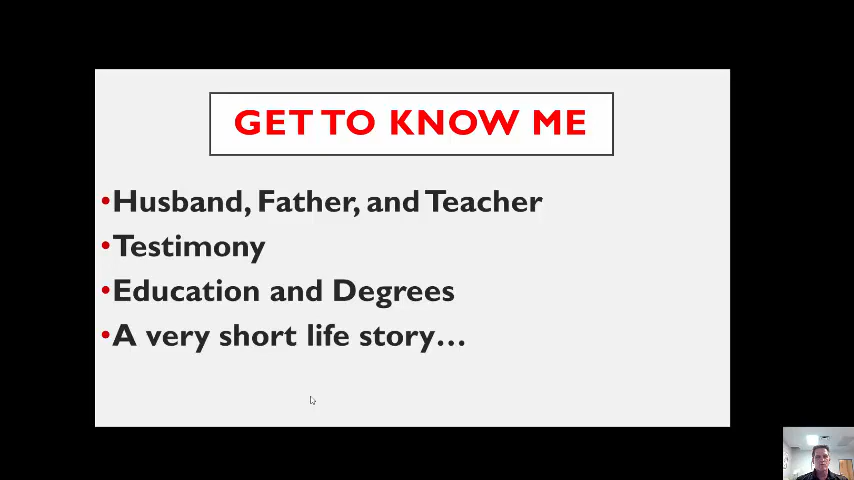 GET TO KNOW ME
•Husband, Father, and Teacher
•Testimony
•Education and Degrees
•A very short life story…